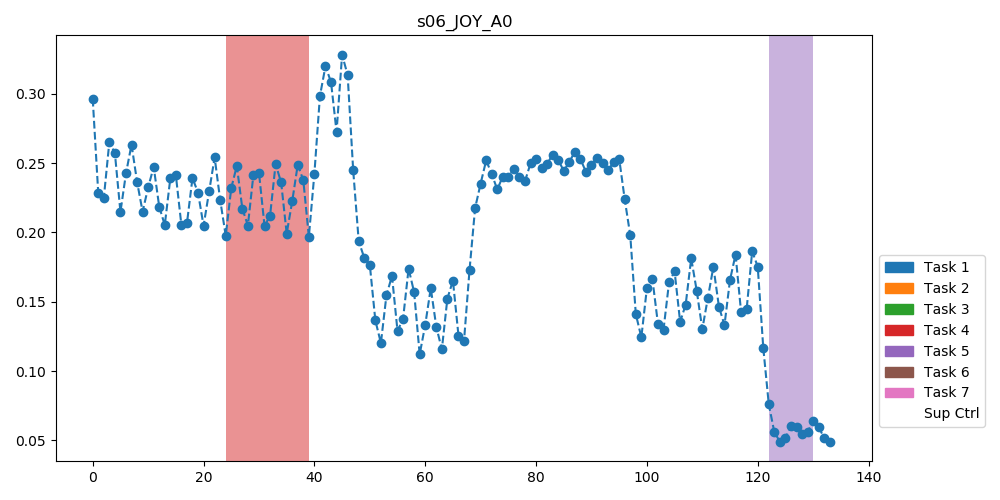 s06_JOY_A0
0.30
0.25
0.20
0.15
0.10
0.05
0 20 40 60 80 100 120 140
Task 1
Task 2
Task 3
Task 4
Task 5
Task 6
Task 7
Sup Ctrl